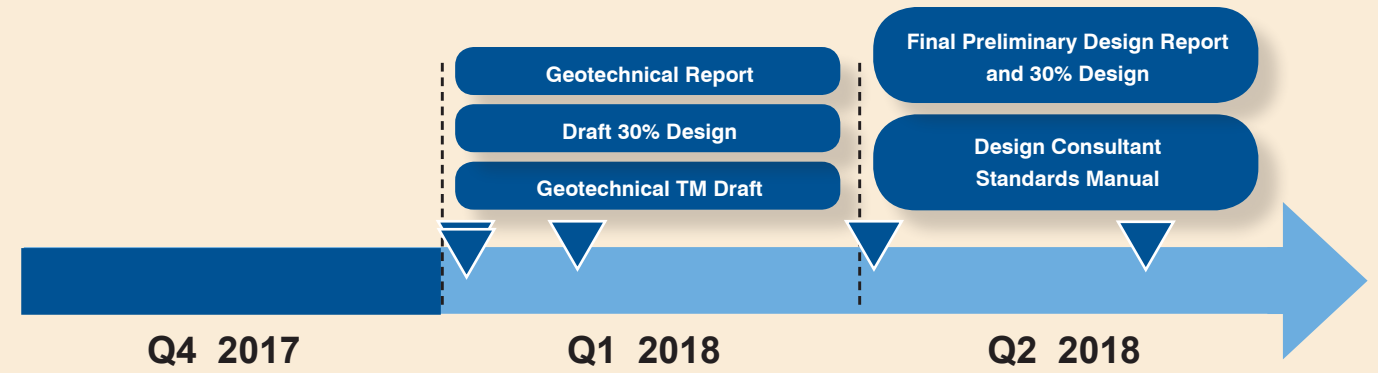 Geotechnical Report
Draft 30% Design
Geotechnical TM Draft
Final Preliminary Design Report
and 30% Design
Design Consultant
Standards Manual
Q4 2017
Q1 2018
Q2 2018